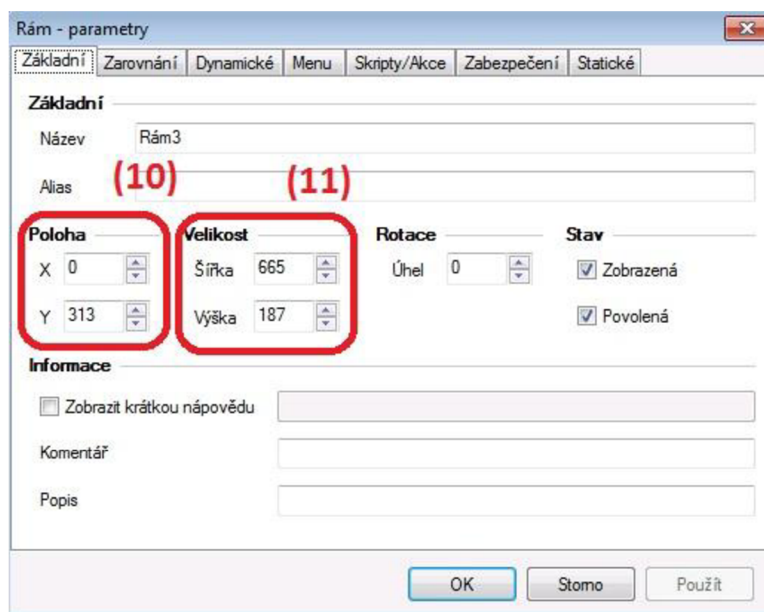 Rám - parametry
Základní Zarovnání Dynamické Menu Skripty/Akce Zabezpečení Statické
Základní
Název Rám3
(10) (11)
Alias
Poloha Velikost Rotace Stav
X 0 Šířka 665 Úhel 0 Zobrazená
Y 313 Výška 187 Povolená
Informace
Zobrazit krátkou nápovědu
Komentář
Popis
OK Storno Použít